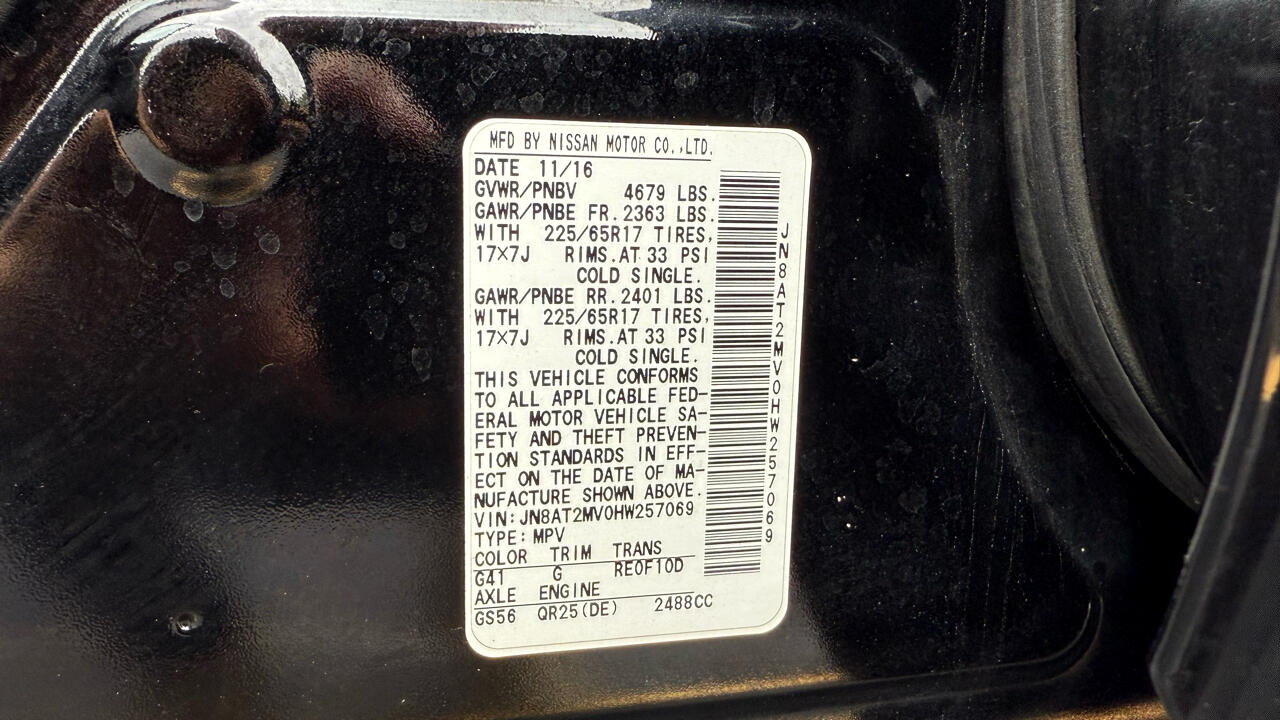 MFD BY NISSAN MOTOR CO.,LTD.
DATE 11/16
GVWR/PNBV 4679 LBS.
GAWR/PNBE FR. 2363 LBS.
WITH 225/65R17 TIRES,
17×7J RIMS.AT 33 PSI
COLD SINGLE.
GAWR/PNBE RR. 2401 LBS.
WITH 225/65R17 TIRES,
17×7J RIMS.AT 33 PSI
COLD SINGLE.
THIS VEHICLE CONFORMS
TO ALL APPLICABLE FED-
ERAL MOTOR VEHICLE SA-
FETY AND THEFT PREVEN-
TION STANDARDS IN EFF-
ECT ON THE DATE OF MA-
NUFACTURE SHOWN ABOVE.
VIN: JN8AT2MV0HW257069
TYPE: MPV
COLOR TRIM TRANS
G41 G RE0F10D
AXLE ENGINE
GS56 QR25(DE) 2488CC
JN8AT2MV0HW257069